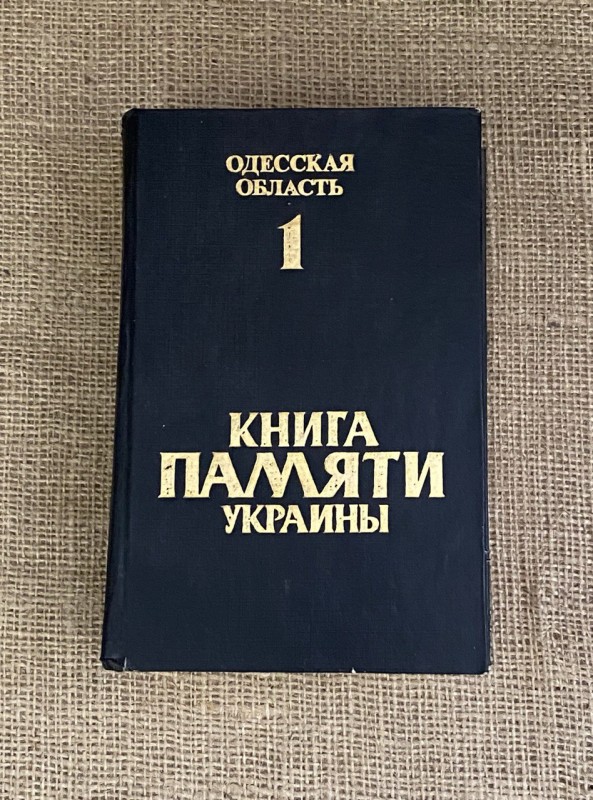 ОДЕССКАЯ
ОБЛАСТЬ
1
КНИГА
ПАМЯТИ
УКРАИНЫ